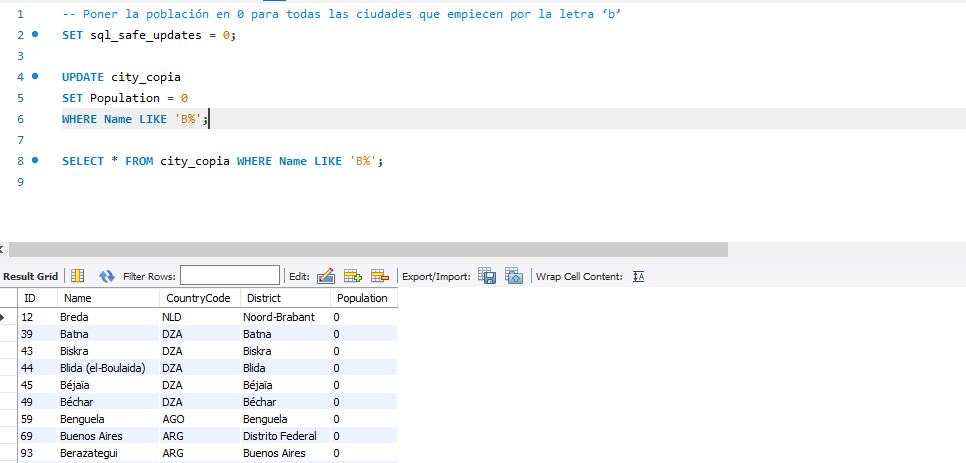 1 -- Poner la población en 0 para todas las ciudades que empiecen por la letra ‘b’
2 SET sql_safe_updates = 0;
3
4 UPDATE city_copia
5 SET Population = 0
6 WHERE Name LIKE 'B%';
7
8 SELECT * FROM city_copia WHERE Name LIKE 'B%';
9
Result Grid Filter Rows: Edit: Export/Import: Wrap Cell Content:
ID Name CountryCode District Population
12 Breda NLD Noord-Brabant 0
39 Batna DZA Batna 0
43 Biskra DZA Biskra 0
44 Blida (el-Boulaida) DZA Blida 0
45 Béjaïa DZA Béjaïa 0
49 Béchar DZA Béchar 0
59 Benguela AGO Benguela 0
69 Buenos Aires ARG Distrito Federal 0
93 Berazategui ARG Buenos Aires 0